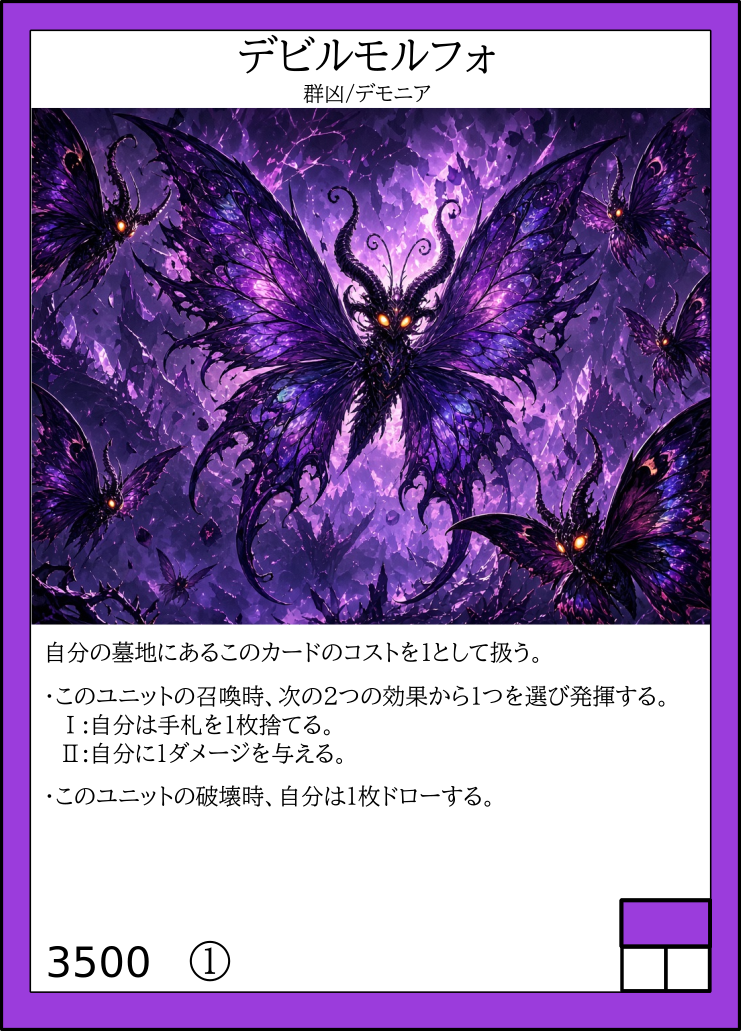 デビルモルフォ
群凶/デモニア
自分の墓地にあるこのカードのコストを1として扱う。
・このユニットの召喚時、次の2つの効果から1つを選び発揮する。
Ⅰ:自分は手札を1枚捨てる。
Ⅱ:自分に1ダメージを与える。
・このユニットの破壊時、自分は1枚ドローする。
3500 ①